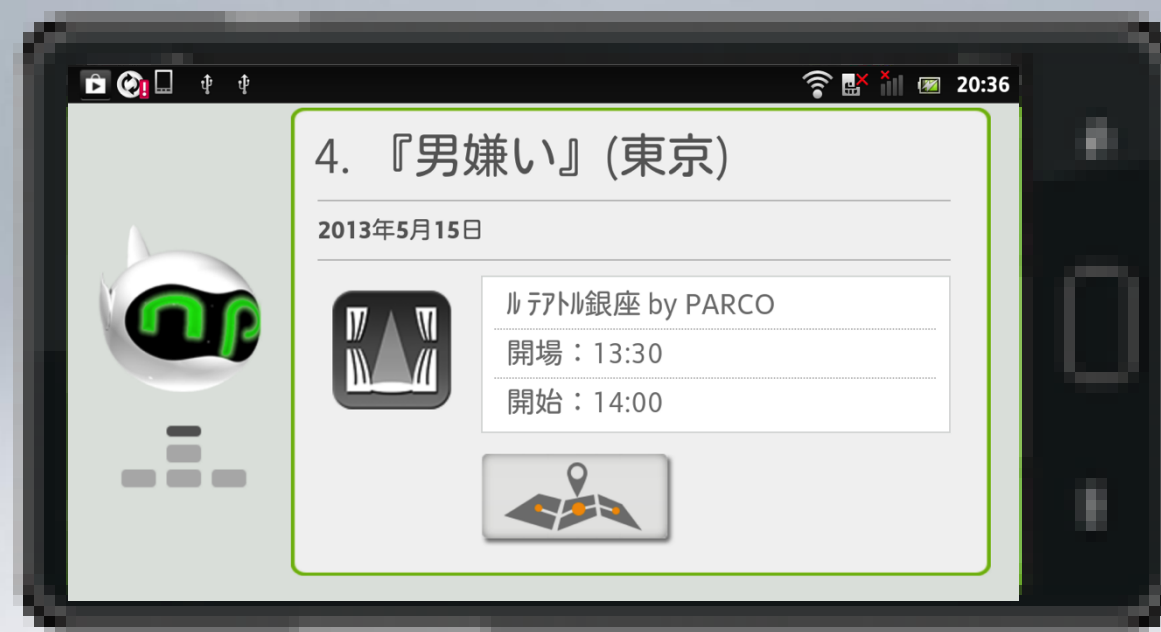 20:36
4. 『男嫌い』(東京)
2013年5月15日
np
ﾙ ﾃｱﾄﾙ銀座 by PARCO
開場：13:30
開始：14:00